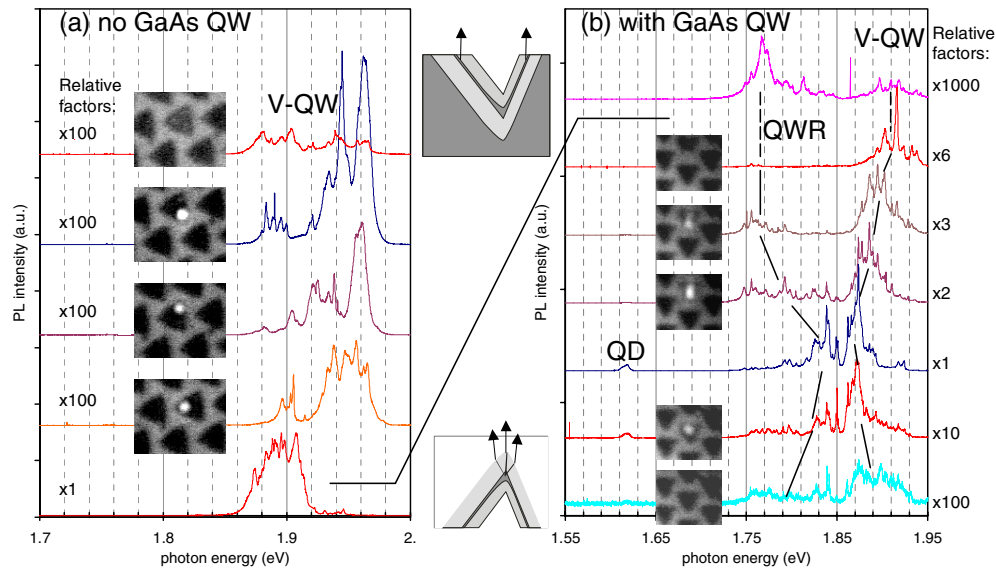 (a) no GaAs QW
Relative
factors:
x100
V-QW
x100
x100
x100
x1
PL intensity (a.u.)
1.7
1.8
1.9
2.
photon energy (eV)
(b) with GaAs QW
Relative
factors:
V-QW
x1000
QWR
x6
x3
x2
QD
x1
x10
x100
PL intensity (a.u.)
1.55
1.65
1.75
1.85
1.95
photon energy (eV)